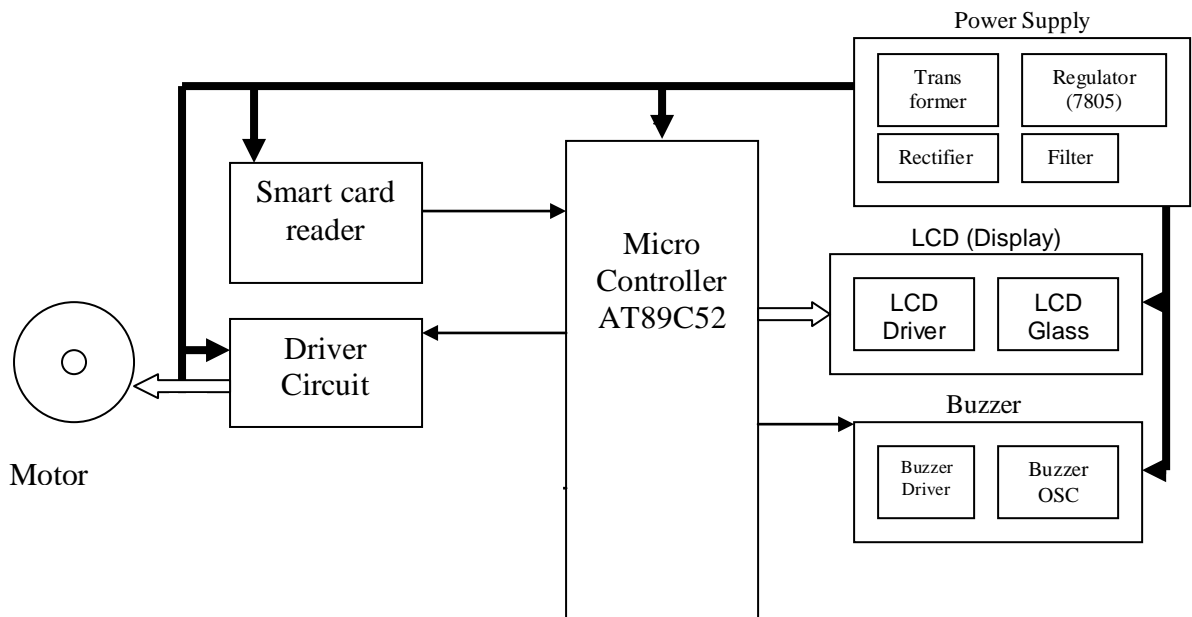 Power Supply
Trans
former
Regulator
(7805)
Rectifier
Filter
Smart card
reader
Micro
Controller
AT89C52
LCD (Display)
LCD
Driver
LCD
Glass
Driver
Circuit
Motor
Buzzer
Buzzer
Driver
Buzzer
OSC